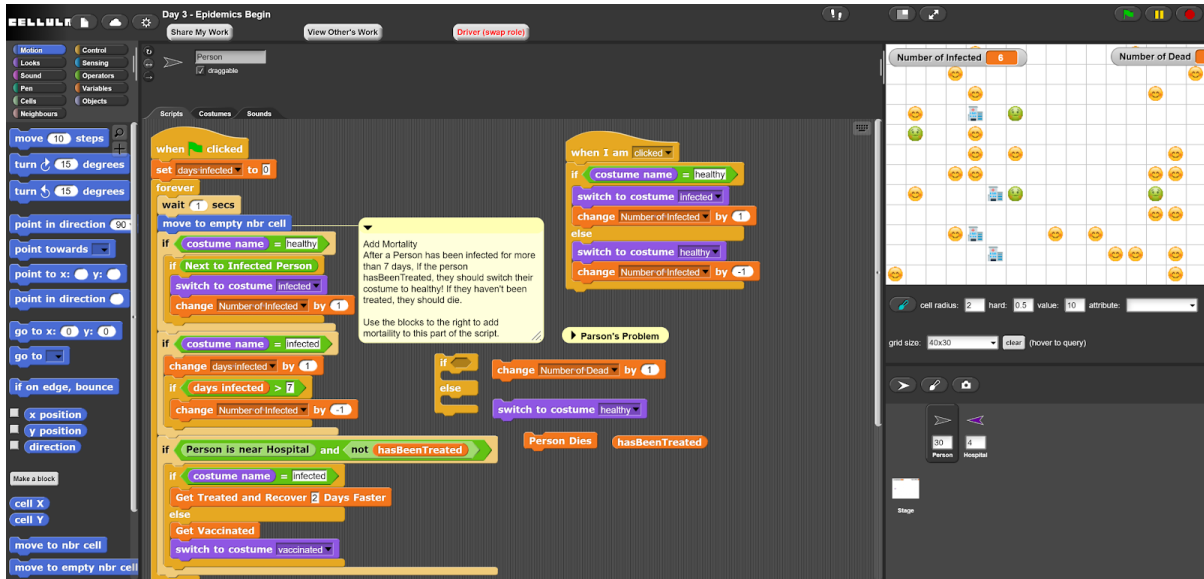 CELLULAR
Day 3 - Epidemics Begin
Share My Work
View Other's Work
Driver (swap role)
Motion
Control
Looks
Sensing
Sound
Operators
Pen
Variables
Cells
Objects
Neighbours
Person
draggable
Scripts
Costumes
Sounds
move 10 steps
turn 15 degrees
turn 15 degrees
point in direction 90
point towards
point to x: y:
point in direction
go to x: 0 y: 0
go to
if on edge, bounce
x position
y position
direction
Make a block
cell X
cell Y
move to nbr cell
move to empty nbr cell
when clicked
set days infected to 0
forever
wait 1 secs
move to empty nbr cell
if costume name = healthy
if Next to Infected Person
switch to costume infected
change Number of Infected by 1
if costume name = infected
change days infected by 1
if days infected > 7
change Number of Infected by -1
if Person is near Hospital and not hasBeenTreated
if costume name = infected
Get Treated and Recover 2 Days Faster
else
Get Vaccinated
switch to costume vaccinated
Add Mortality
After a Person has been infected for more
than 7 days, If the person
hasBeenTreated, they should switch their
costume to healthy! If they haven't been
treated, they should die.
Use the blocks to the right to add
mortality to this part of the script.
when I am clicked
if costume name = healthy
switch to costume infected
change Number of Infected by 1
else
switch to costume healthy
change Number of Infected by -1
Parson's Problem
if
else
change Number of Dead by 1
switch to costume healthy
Person Dies
hasBeenTreated
Number of Infected 6
Number of Dead
cell radius: 2 hard: 0.5 value: 10 attribute:
grid size: 40x30 clear (hover to query)
30
Person
4
Hospital
Stage